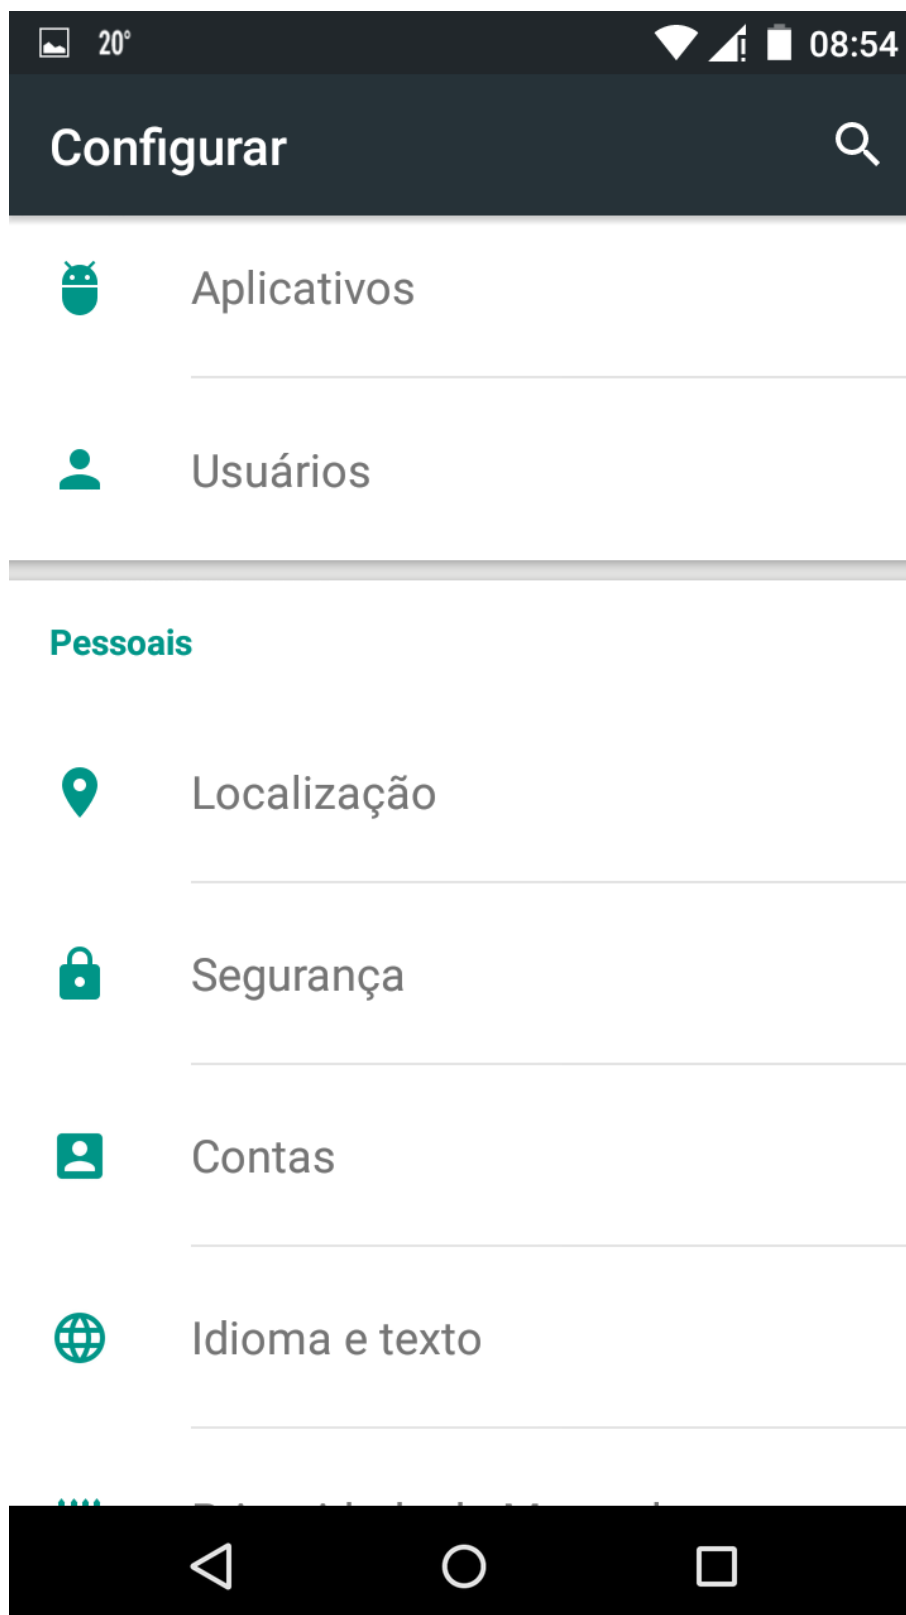 20°
08:54
Configurar
Aplicativos
Usuários
Pessoais
Localização
Segurança
Contas
Idioma e texto